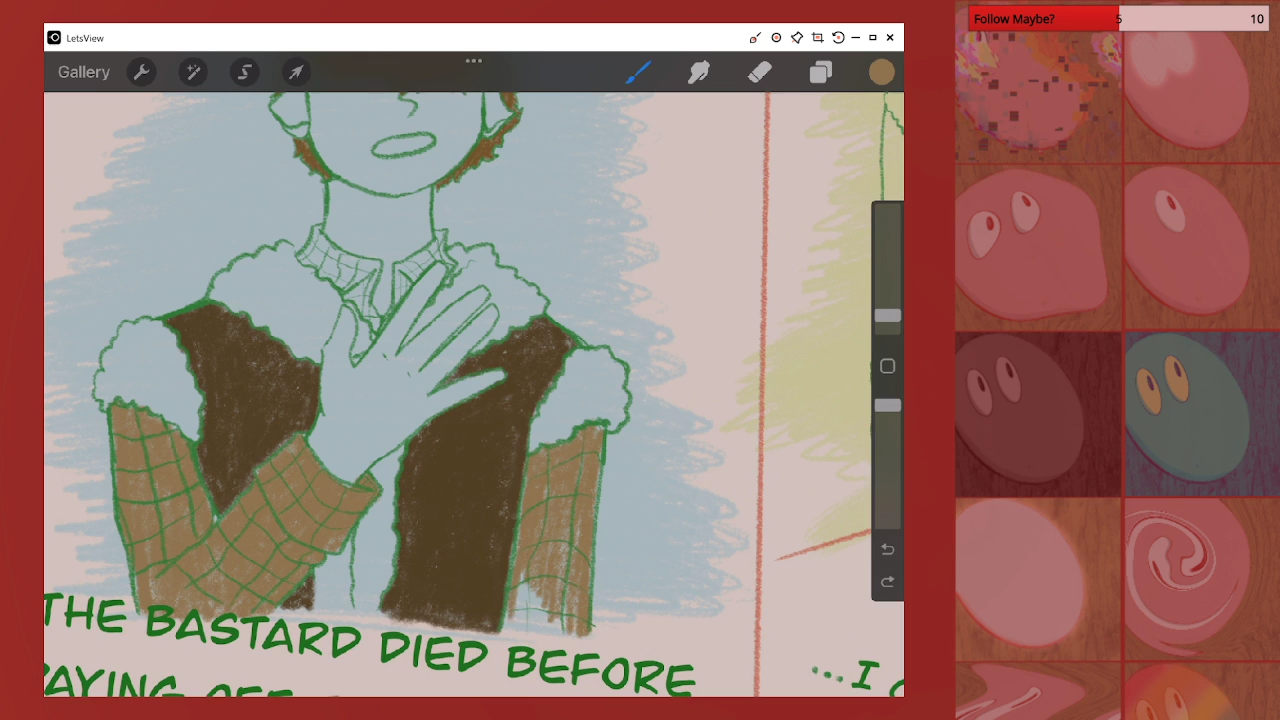 Follow Maybe? 5 10
LetsView
Gallery
THE BASTARD DIED BEFORE
...I